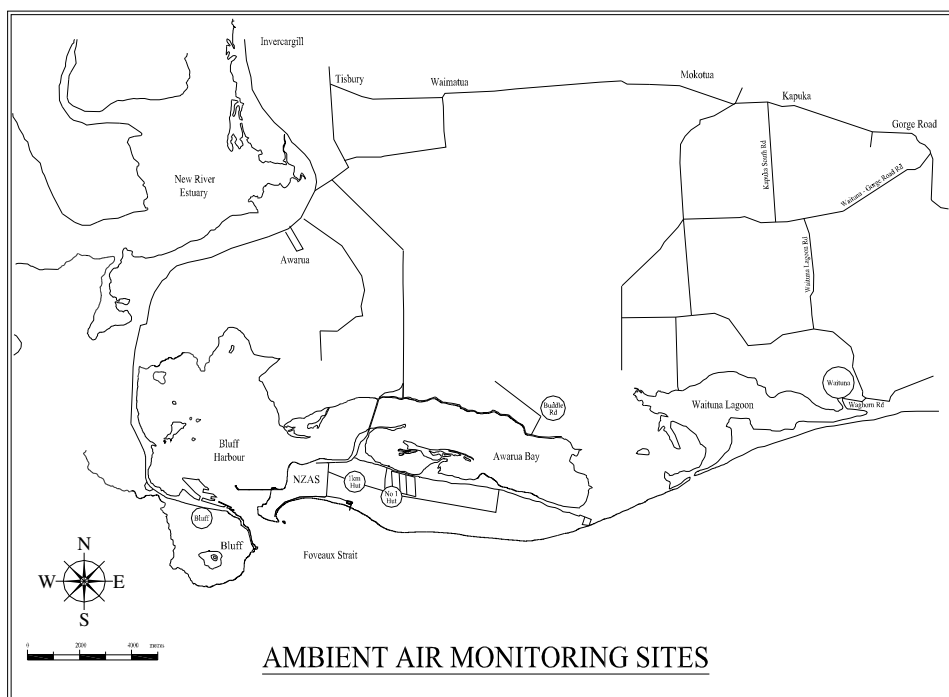 Invercargill
Tisbury
Waimatua
Mokotua
Kapuka
Gorge Road
Kapuka South Rd
Waituna - Gorge Road Rd
New River
Estuary
Awarua
Waituna Lagoon Rd
Waituna
Waghorn Rd
Waituna Lagoon
Buddle
Rd
Awarua Bay
Bluff
Harbour
NZAS
1km
Hut
No 1
Hut
Bluff
Bluff
Foveaux Strait
N
W
E
S
0
2000
4000
metres
AMBIENT AIR MONITORING SITES